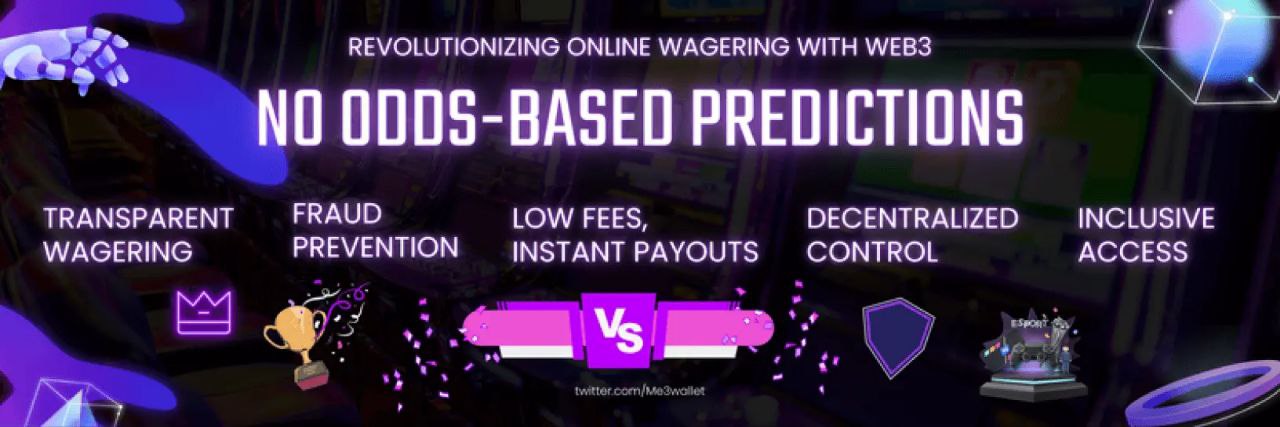 REVOLUTIONIZING ONLINE WAGERING WITH WEB3
NO ODDS-BASED PREDICTIONS
TRANSPARENT
WAGERING
FRAUD
PREVENTION
LOW FEES,
INSTANT PAYOUTS
DECENTRALIZED
CONTROL
INCLUSIVE
ACCESS
VS
ESPORT
twitter.com/Me3wallet